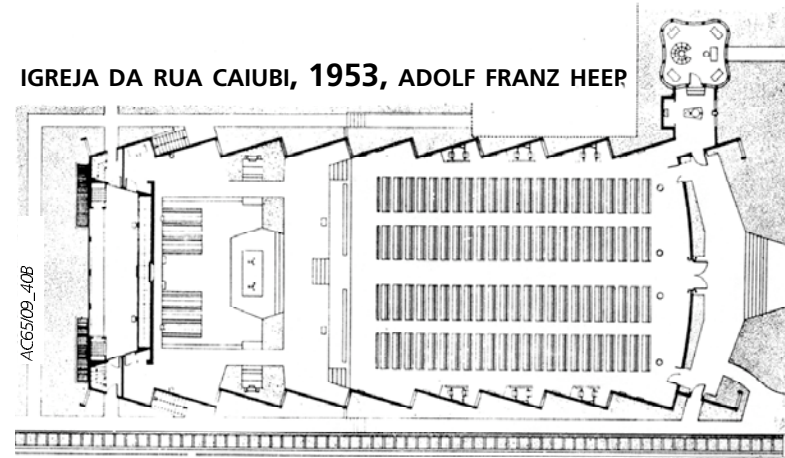 IGREJA DA RUA CAIUBI, 1953, ADOLF FRANZ HEEP
AC65/09_40B